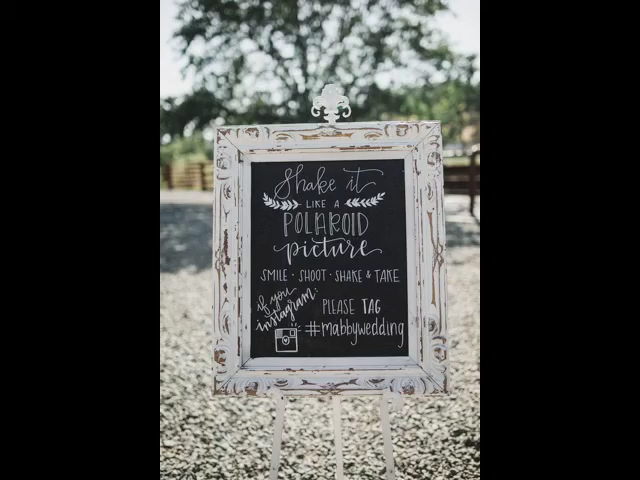 Shake it
LIKE A
POLAROID
picture
SMILE · SHOOT · SHAKE & TAKE
if you
instagram:
PLEASE TAG
#mabbywedding